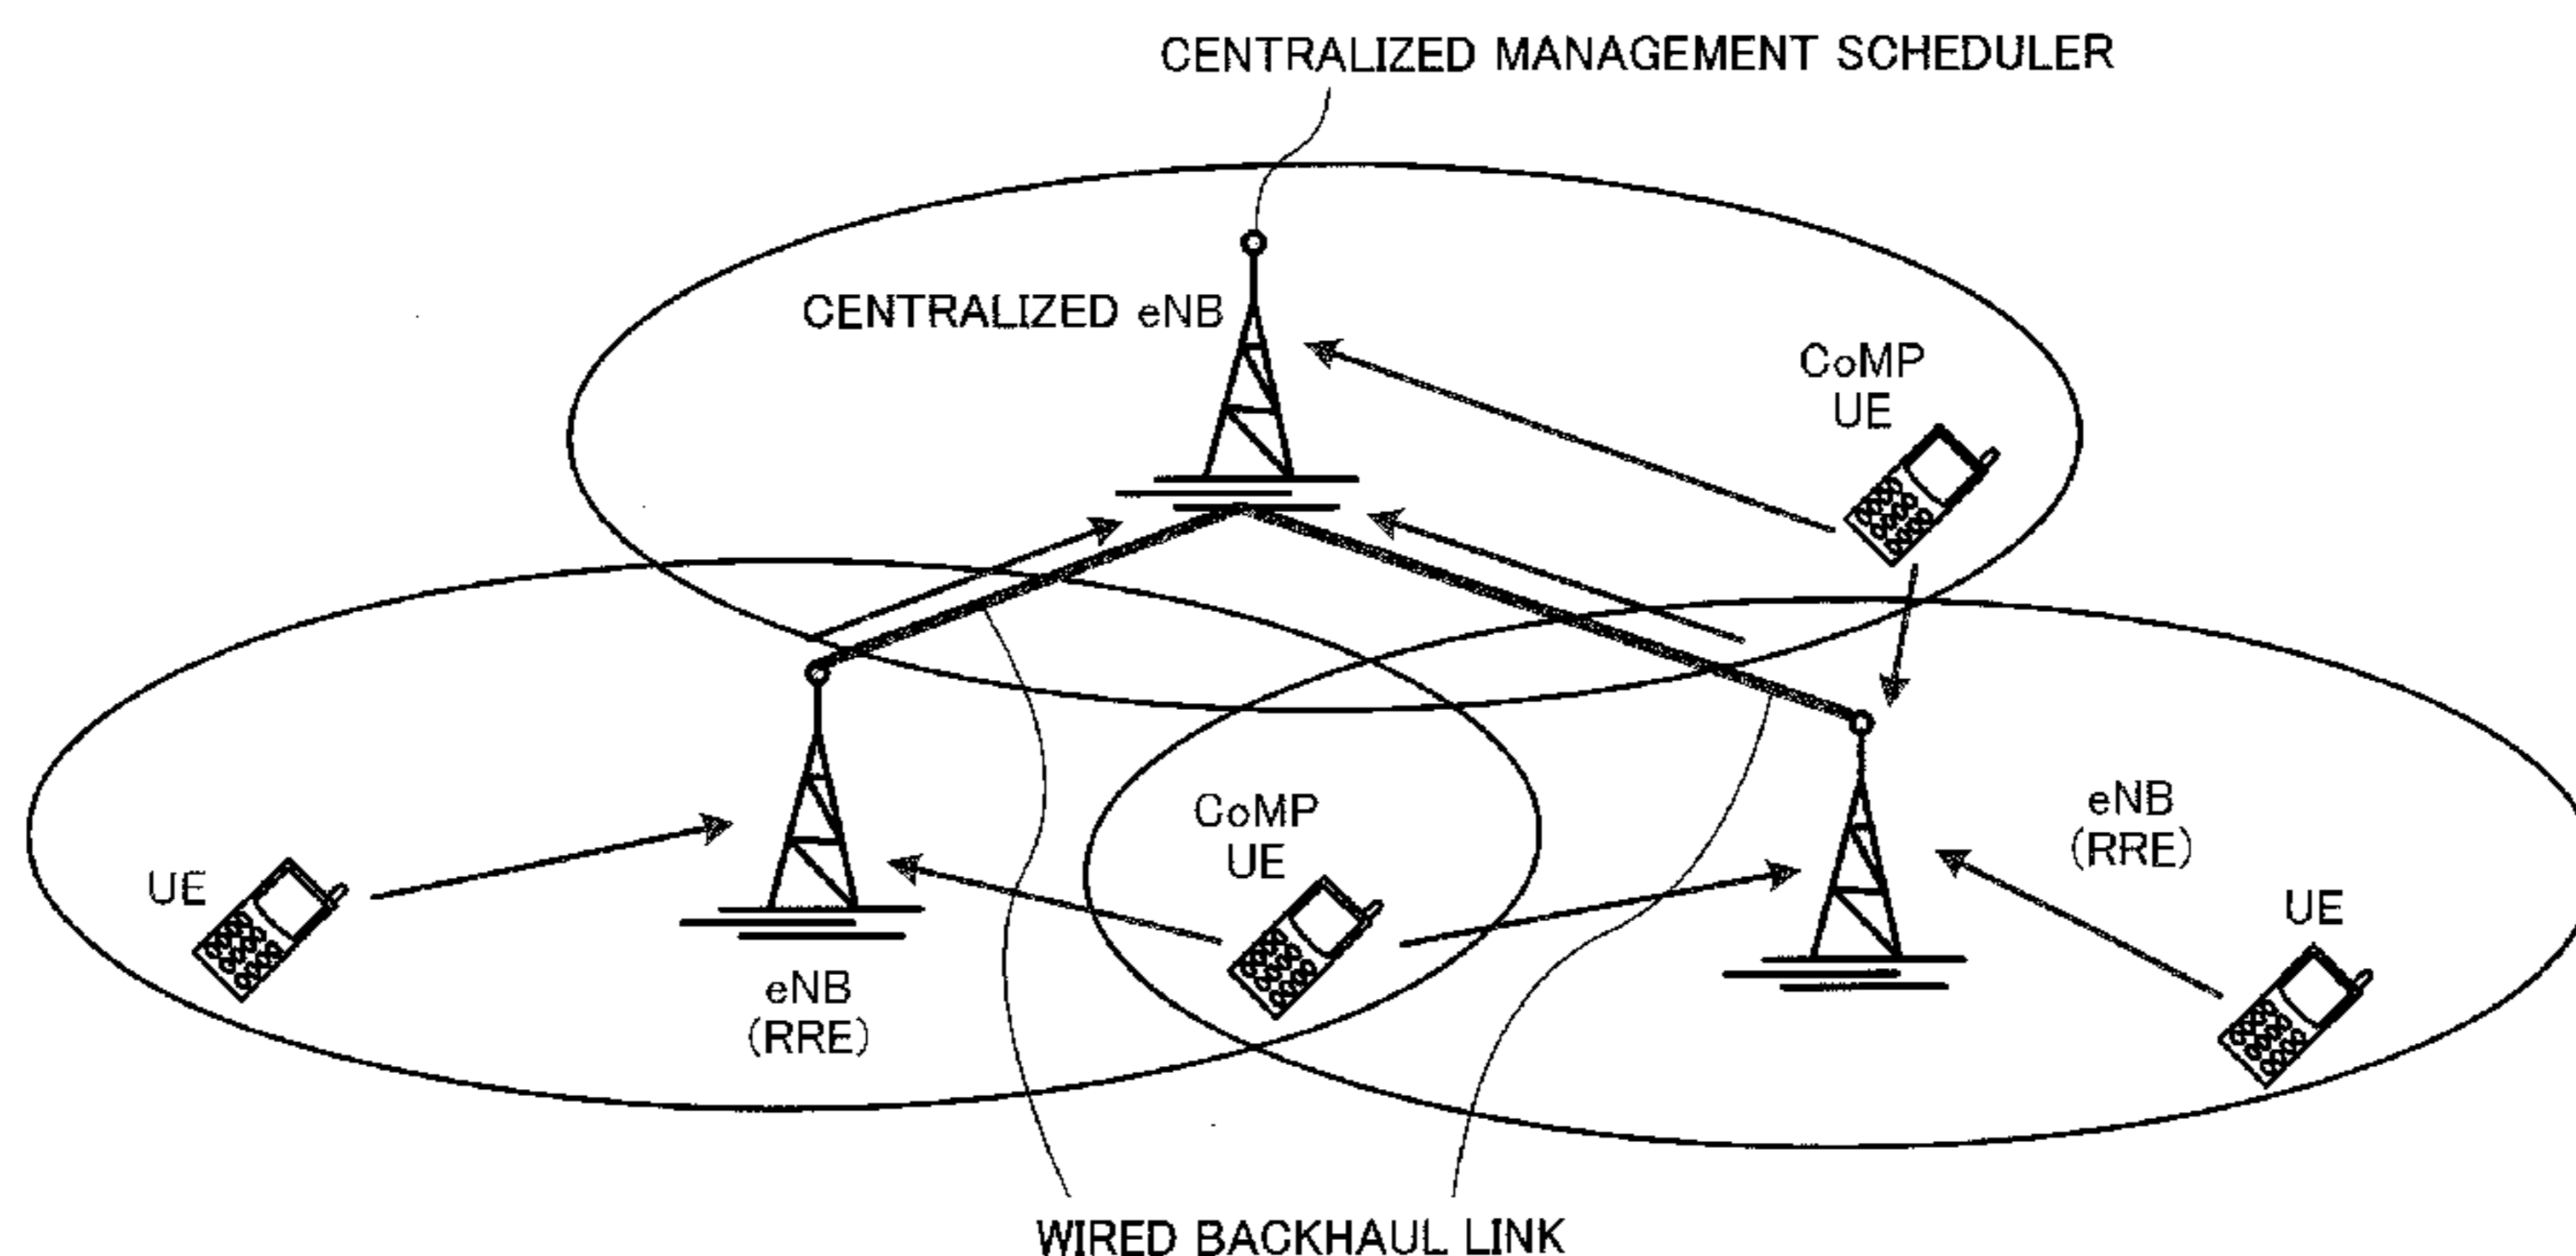 CENTRALIZED MANAGEMENT SCHEDULER
CENTRALIZED eNB
CoMP
UE
CoMP
UE
eNB
(RRE)
UE
UE
eNB
(RRE)
WIRED BACKHAUL LINK